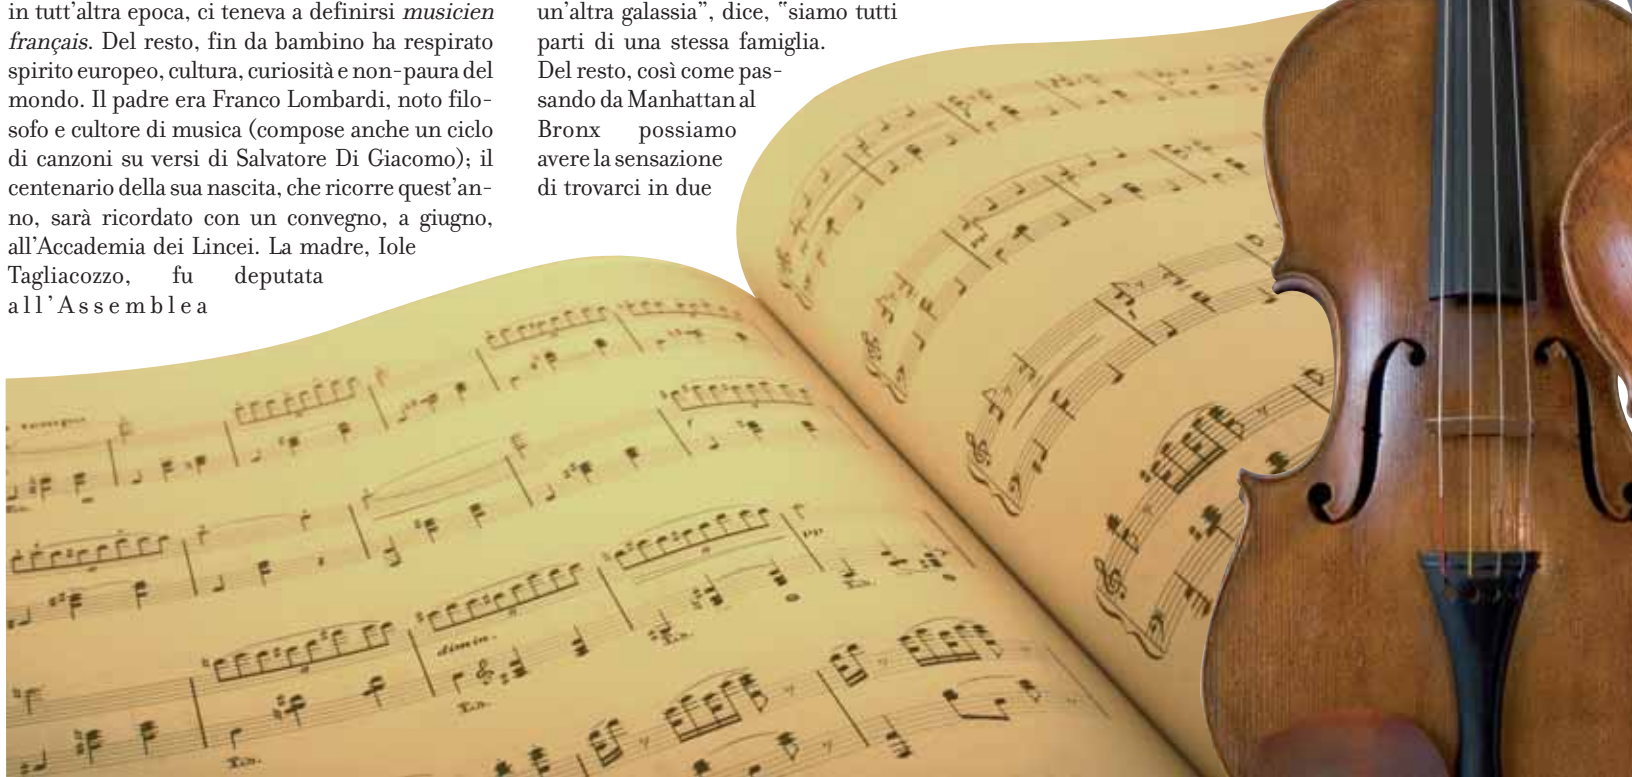 in tutt'altra epoca, ci teneva a definirsi musicien
français. Del resto, fin da bambino ha respirato
spirito europeo, cultura, curiosità e non-paura del
mondo. Il padre era Franco Lombardi, noto filo-
sofo e cultore di musica (compose anche un ciclo
di canzoni su versi di Salvatore Di Giacomo); il
centenario della sua nascita, che ricorre quest'an-
no, sarà ricordato con un convegno, a giugno,
all'Accademia dei Lincei. La madre, Iole
Tagliacozzo, fu deputata
all'Assemblea
un'altra galassia”, dice, “siamo tutti
parti di una stessa famiglia.
Del resto, così come pas-
sando da Manhattan al
Bronx possiamo
avere la sensazione
di trovarci in due
tempo
pp
dimin.